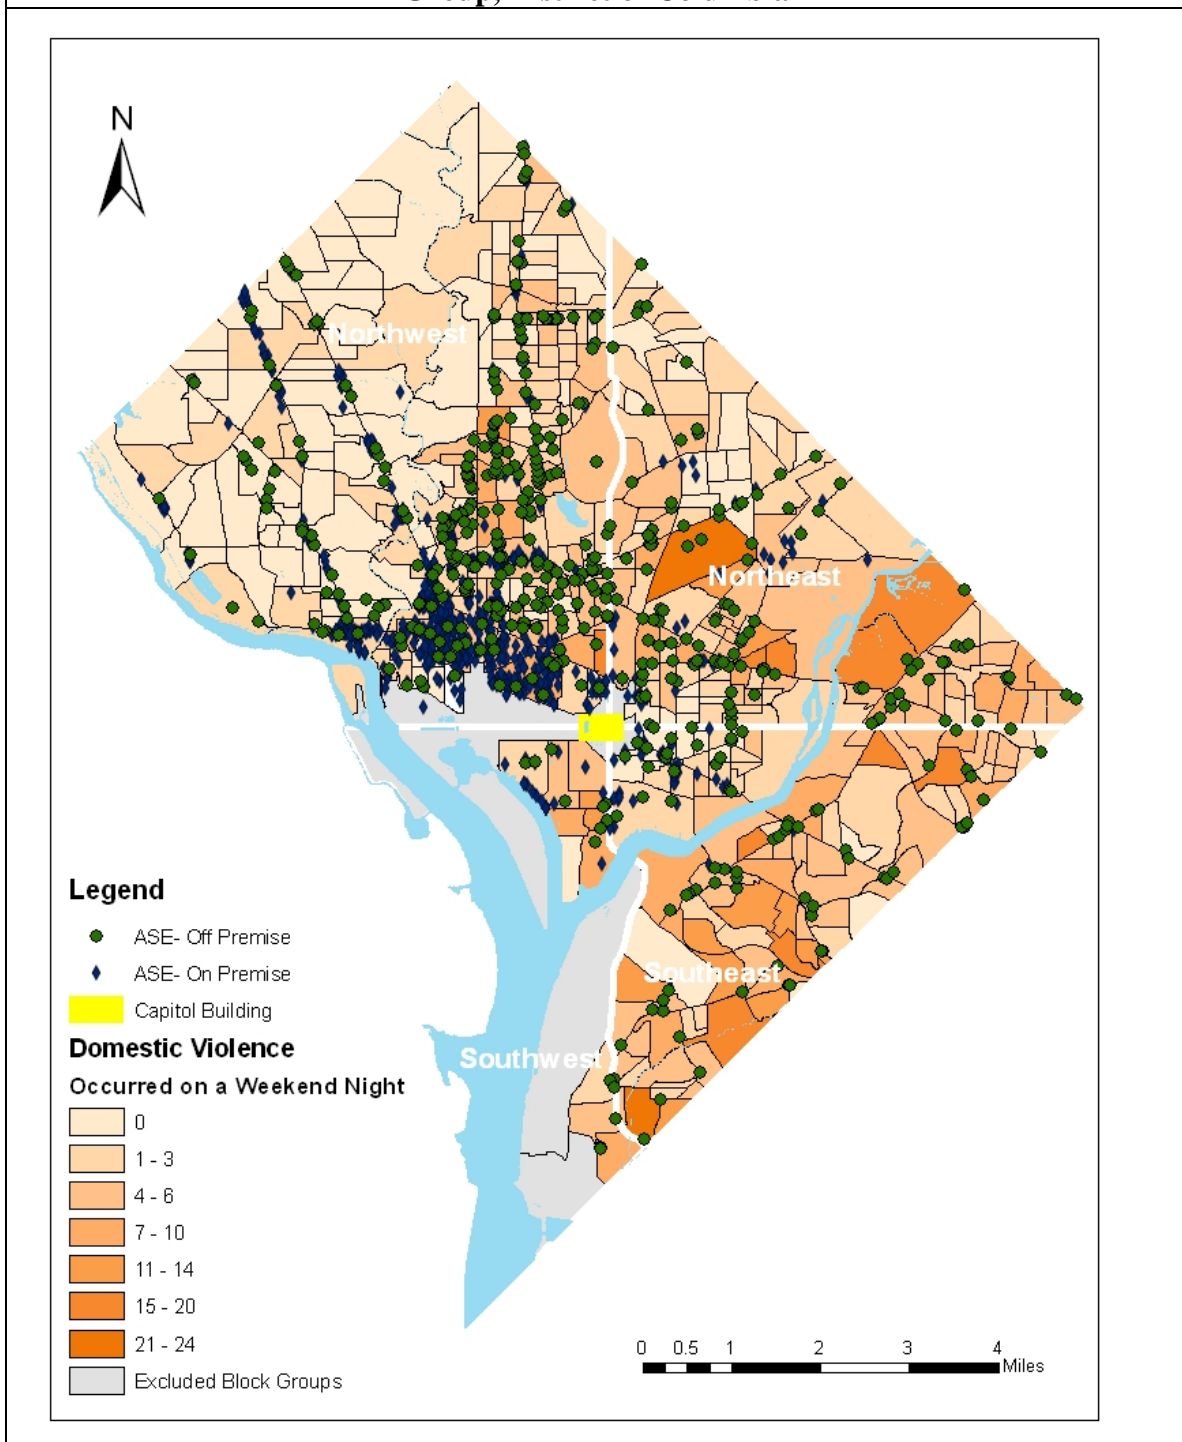 N
Northwest
Northeast
Southeast
Southwest
Legend
ASE- Off Premise
ASE- On Premise
Capitol Building
Domestic Violence
Occurred on a Weekend Night
0
1 - 3
4 - 6
7 - 10
11 - 14
15 - 20
21 - 24
Excluded Block Groups
0 0.5 1 2 3 4
Miles